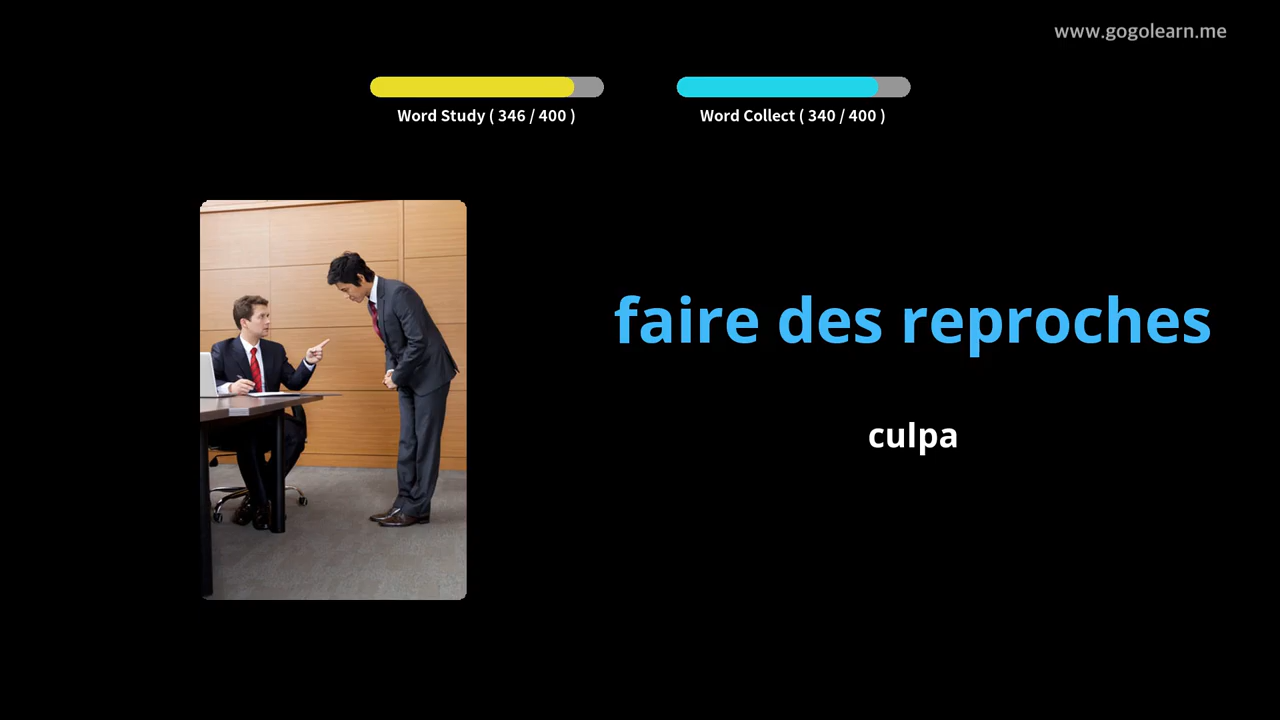 www.gogolearn.me
Word Study ( 346 / 400 )
Word Collect ( 340 / 400 )
faire des reproches
culpa